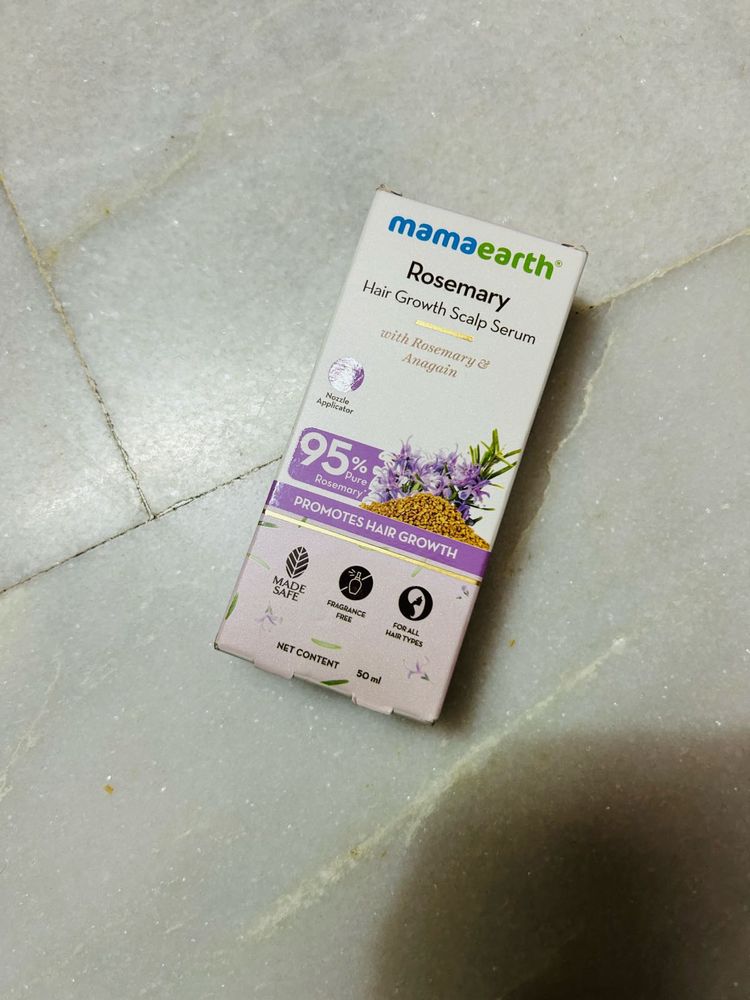 mamaearth®
Rosemary
Hair Growth Scalp Serum
with Rosemary &
Anagain
Nozzle
Applicator
95%
Pure
Rosemary
PROMOTES HAIR GROWTH
MADE
SAFE
FRAGRANCE
FREE
FOR ALL
HAIR TYPES
NET CONTENT 50 ml